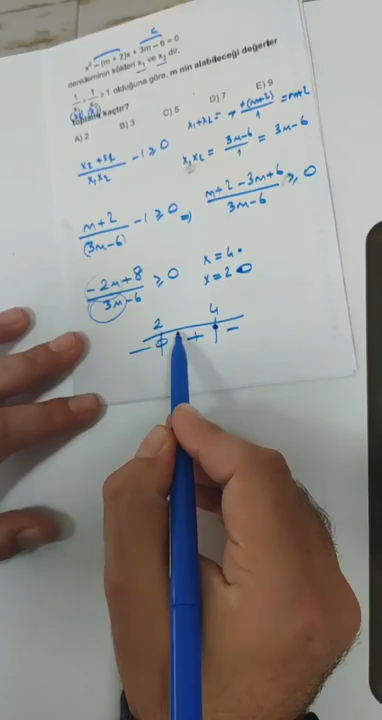 x² - (m + 2)x + 3m - 6 = 0
c
denkleminin kökleri x₁ ve x₂ dir.
1/x₁ + 1/x₂ ≥ 1 olduğuna göre, m nin alabileceği değerler
(x₂) (x₁)
toplamı kaçtır?
A) 2 B) 3 C) 5 D) 7 E) 9
x₁+x₂ = + +(m+2)/1 = m+2
x₂ + x₁/x₁x₂ - 1 ≥ 0
x₁x₂ = 3m-6/1 = 3m-6
m+2/(3m-6) - 1 ≥ 0 => m+2-3m+6/3m-6 ≥ 0
-2m+8/3m-6 ≥ 0
x = 4
x = 2
2 4
- + -